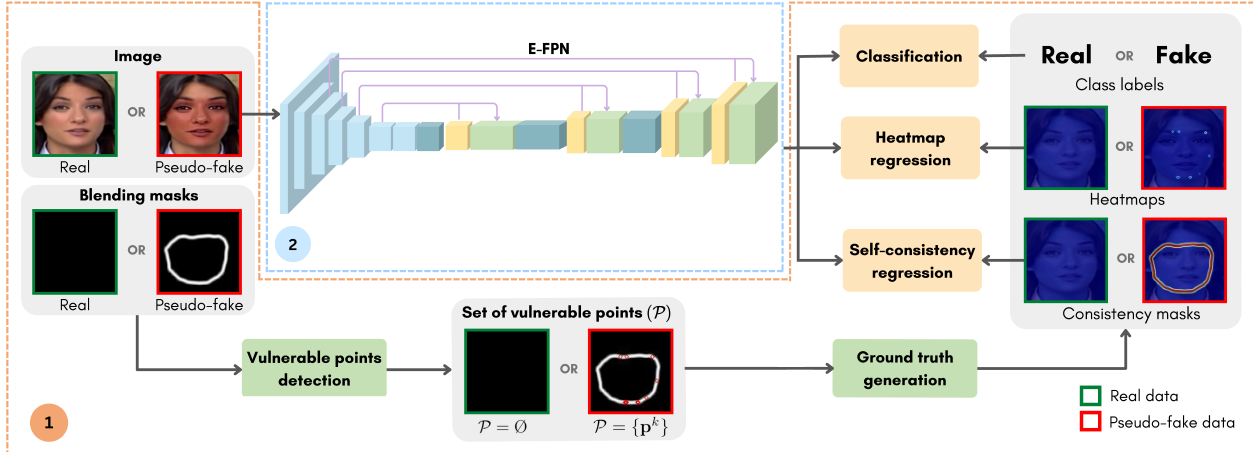 Image
OR
Real
Pseudo-fake
Blending masks
OR
Real
Pseudo-fake
1
E-FPN
2
Classification
Heatmap
regression
Self-consistency
regression
Real OR Fake
Class labels
OR
Heatmaps
OR
Consistency masks
Vulnerable points
detection
Set of vulnerable points (𝒫)
OR
𝒫 = Ø
𝒫 = {𝐩ᵏ}
Ground truth
generation
Real data
Pseudo-fake data